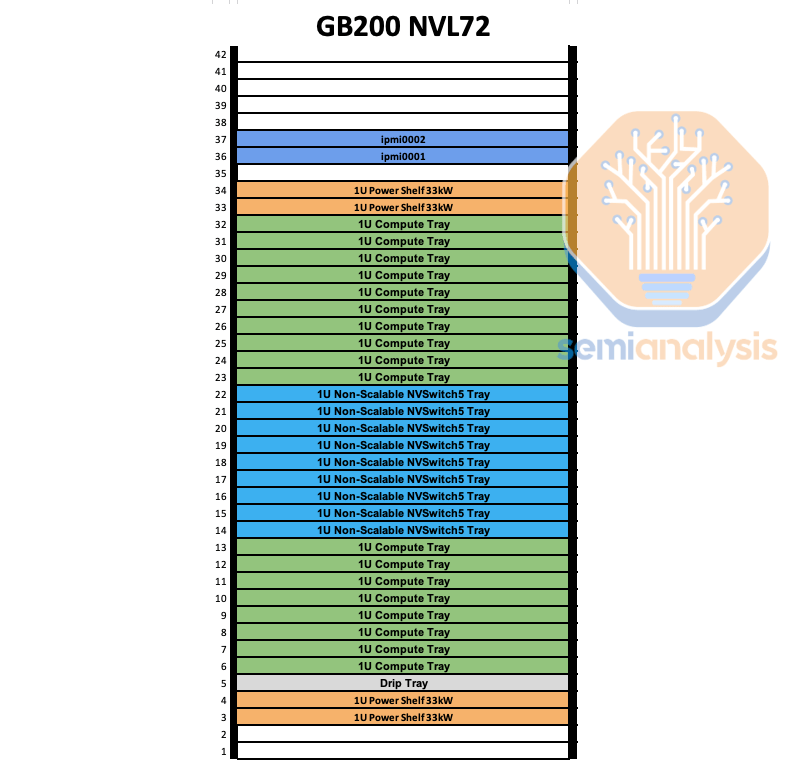 GB200 NVL72
42
41
40
39
38
37 ipmi0002
36 ipmi0001
35
34 1U Power Shelf 33kW
33 1U Power Shelf 33kW
32 1U Compute Tray
31 1U Compute Tray
30 1U Compute Tray
29 1U Compute Tray
28 1U Compute Tray
27 1U Compute Tray
26 1U Compute Tray
25 1U Compute Tray
24 1U Compute Tray
23 1U Compute Tray
22 1U Non-Scalable NVSwitch5 Tray
21 1U Non-Scalable NVSwitch5 Tray
20 1U Non-Scalable NVSwitch5 Tray
19 1U Non-Scalable NVSwitch5 Tray
18 1U Non-Scalable NVSwitch5 Tray
17 1U Non-Scalable NVSwitch5 Tray
16 1U Non-Scalable NVSwitch5 Tray
15 1U Non-Scalable NVSwitch5 Tray
14 1U Non-Scalable NVSwitch5 Tray
13 1U Compute Tray
12 1U Compute Tray
11 1U Compute Tray
10 1U Compute Tray
9 1U Compute Tray
8 1U Compute Tray
7 1U Compute Tray
6 1U Compute Tray
5 Drip Tray
4 1U Power Shelf 33kW
3 1U Power Shelf 33kW
2
1
semianalysis